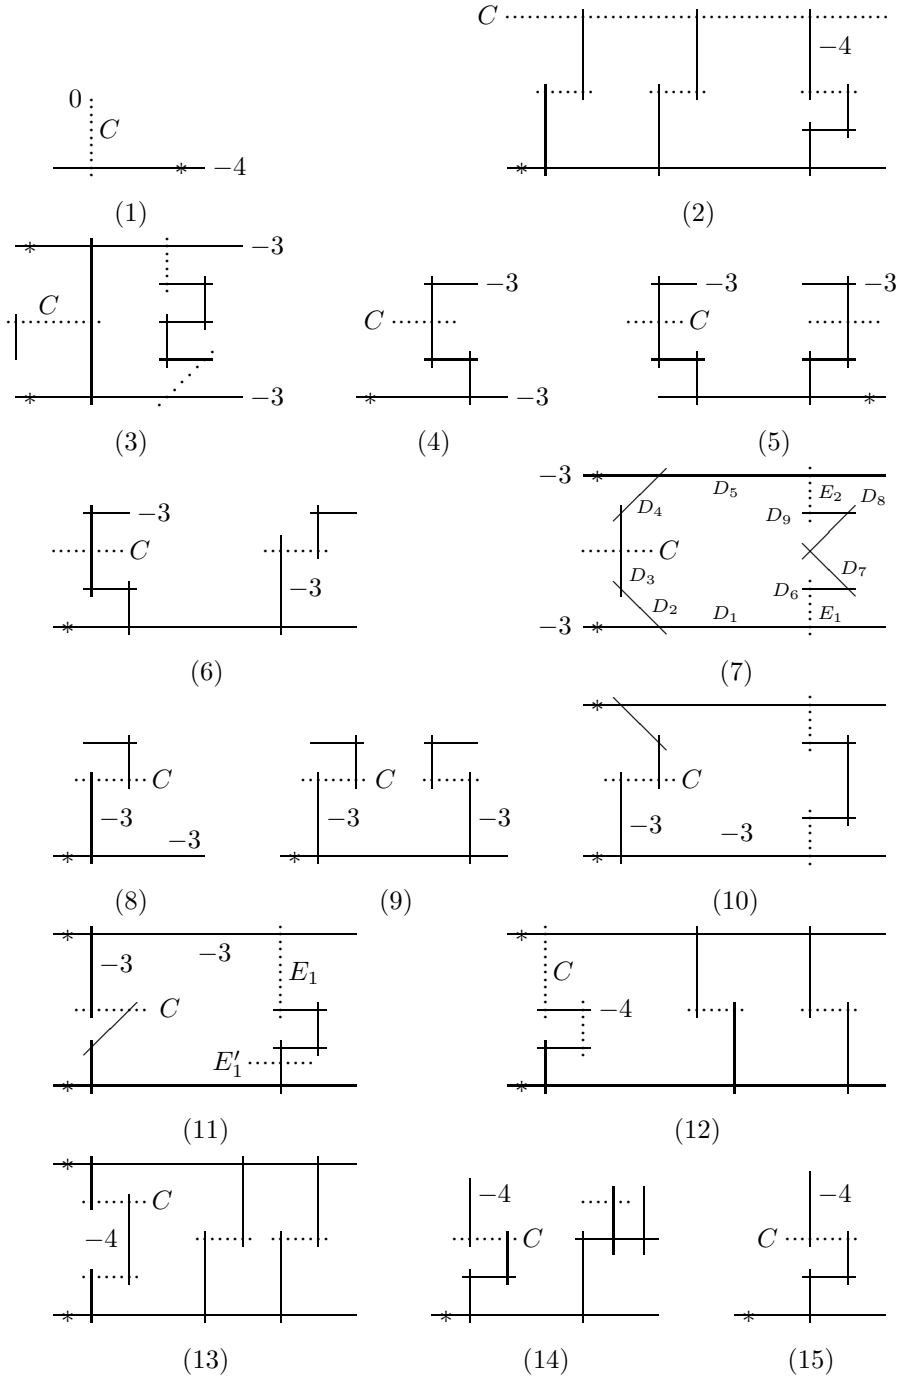 C
−4
0
C
* −4
*
(1) (2)
* −3
C
* −3
−3
C
* −3
−3 −3
C
*
(3) (4) (5)
−3
C
−3
*
−3 *
D₄ D₅ E₂ D₈
D₉
C
D₃ D₇
D₂ D₁ D₆ E₁
−3 *
(6) (7)
C
−3 −3
*
C
−3 −3
*
*
C
−3 −3
*
(8) (9) (10)
*
−3 −3
E₁
C
E′₁
*
*
C
−4
*
(11) (12)
*
C
−4
*
−4
C
*
−4
C
*
(13) (14) (15)